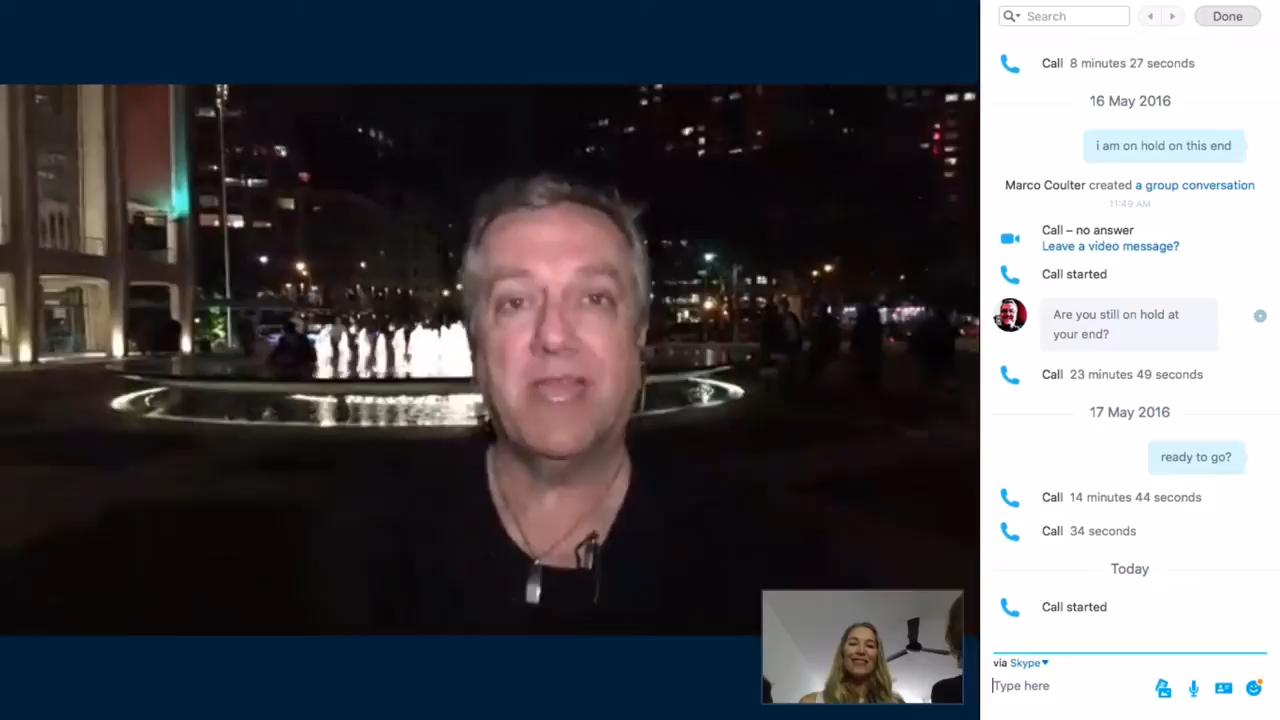 Search
Done
Call 8 minutes 27 seconds
16 May 2016
i am on hold on this end
Marco Coulter created a group conversation
11:49 AM
Call – no answer
Leave a video message?
Call started
Are you still on hold at
your end?
Call 23 minutes 49 seconds
17 May 2016
ready to go?
Call 14 minutes 44 seconds
Call 34 seconds
Today
Call started
via Skype
Type here